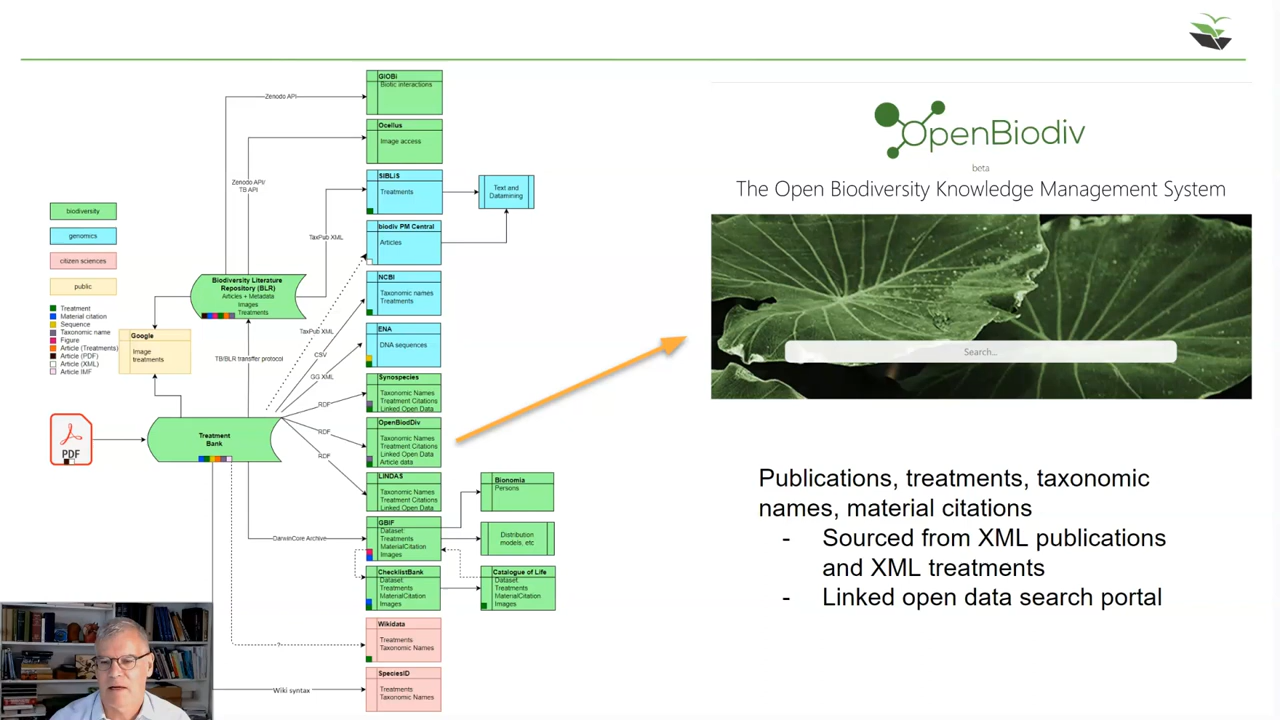 GlOBi
Biotic interactions
Zenodo API
Ocellus
Image access
Zenodo API/
TB API
SIBLiS
Treatments
Text and
Datamining
TaxPub XML
biodiv PM Central
Articles
biodiversity
genomics
citizen sciences
public
Treatment
Material citation
Sequence
Taxonomic name
Figure
Article (Treatments)
Article (PDF)
Article (XML)
Article IMF
Biodiversity Literature
Repository (BLR)
Articles + Metadata
Images
Treatments
Google
Image
treatments
TB/BLR transfer protocol
NCBI
Taxonomic names
Treatments
TaxPub XML
CSV
ENA
DNA sequences
GG XML
Synospecies
Taxonomic Names
Treatment Citations
Linked Open Data
RDF
OpenBiodDiv
Taxonomic Names
Treatment Citations
Linked Open Data
Article data
RDF
LINDAS
Taxonomic Names
Treatment Citations
Linked Open Data
RDF
PDF
Treatment
Bank
Bionomia
Persons
GBIF
Dataset:
Treatments
MaterialCitation
Images
DarwinCore Archive
Distribution
models, etc
ChecklistBank
Dataset
Treatments
MaterialCitation
Images
Catalogue of Life
Dataset
Treatments
MaterialCitation
Images
Wikidata
Treatments
Taxonomic Names
?
SpeciesID
Treatments
Taxonomic Names
Wiki syntax
OpenBiodiv
beta
The Open Biodiversity Knowledge Management System
Search...
Publications, treatments, taxonomic
names, material citations
- Sourced from XML publications
and XML treatments
- Linked open data search portal